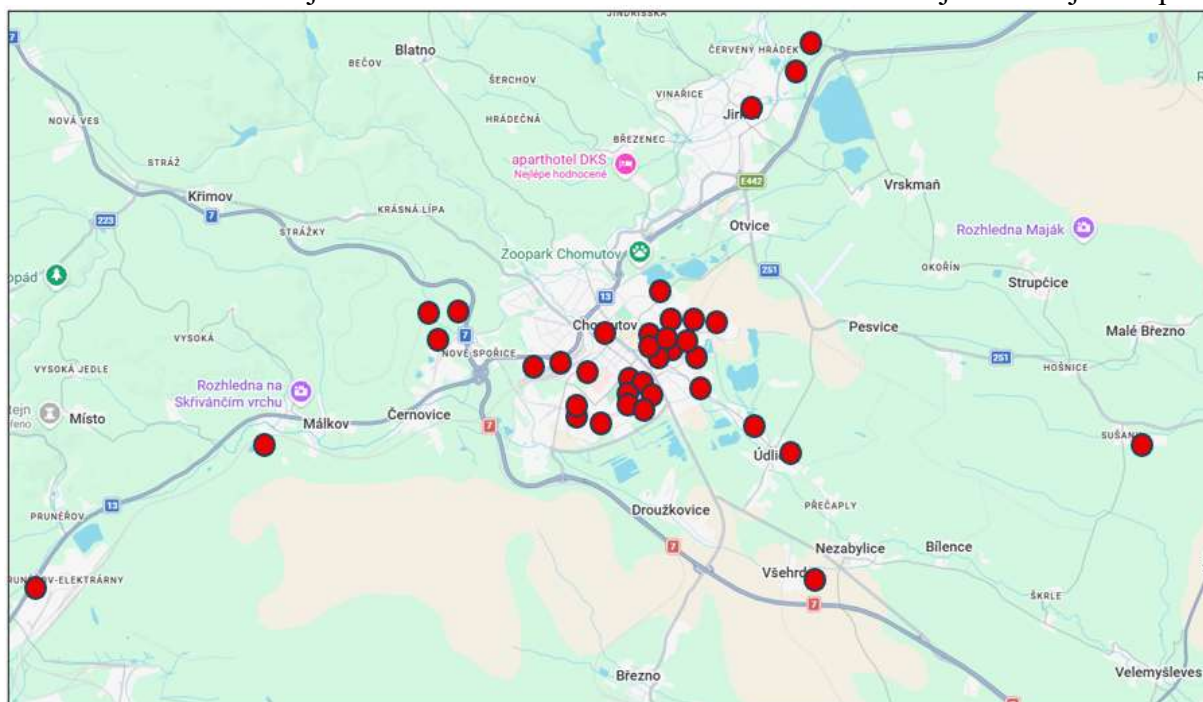 JINDŘIŠSKÁ
7
ČERVENÝ HRÁDEK
Blatno
BEČOV
ŠERCHOV
VINAŘICE
NOVÁ VES
HRÁDEČNÁ
BŘEZENEC
STRÁŽ
aparthotel DKS
Nejlépe hodnocené
E442
Vrskmaň
Křimov
KRÁSNÁ LÍPA
223
7
STRÁŽKY
Otvice
Rozhledna Maják
Zoopark Chomutov
251
OKOŘÍN
Strupčice
13
VYSOKÁ
Chomutov
Pesvice
Malé Březno
7
NOVÉ SPOŘICE
251
HOŠNICE
VYSOKÁ JEDLE
Rozhledna na
Skřivánčím vrchu
Místo
Málkov
Černovice
7
Údlice
13
PŘEČAPLY
PRUNÉŘOV
Droužkovice
7
Nezabylice
Bílence
Všehrdy
7
ŠKRLE
Březno
Velemyšleves